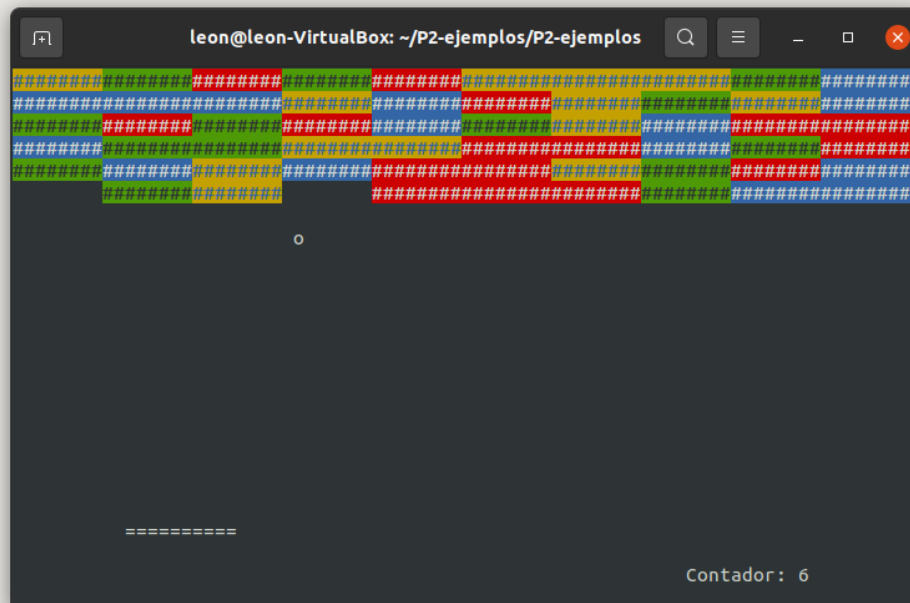 leon@leon-VirtualBox: ~/P2-ejemplos/P2-ejemplos
################################################################################
################################################################################
################################################################################
################################################################################
################################################################################
################ ################################################
o
==========
Contador: 6